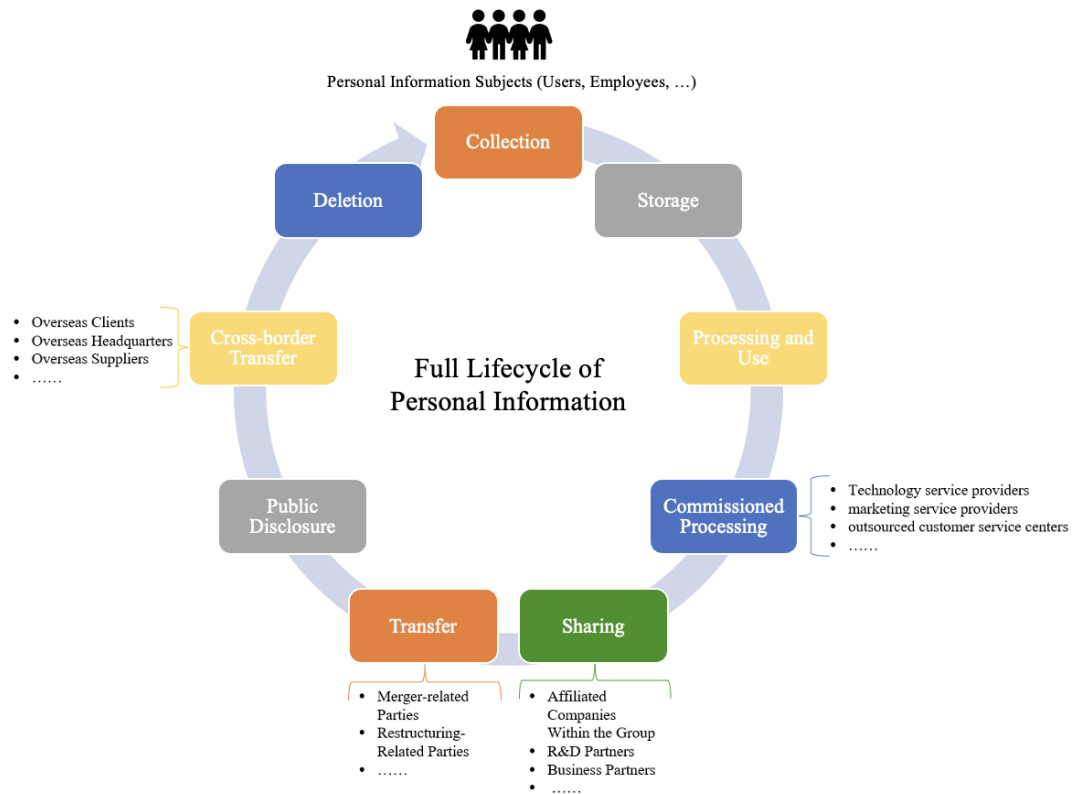 Personal Information Subjects (Users, Employees, …)
Collection
Storage
Processing and
Use
Commissioned
Processing
• Technology service providers
• marketing service providers
• outsourced customer service centers
• ……
Sharing
• Affiliated
Companies
Within the Group
• R&D Partners
• Business Partners
• ……
Transfer
• Merger-related
Parties
• Restructuring-
Related Parties
• ……
Public
Disclosure
Cross-border
Transfer
• Overseas Clients
• Overseas Headquarters
• Overseas Suppliers
• ……
Deletion
Full Lifecycle of
Personal Information